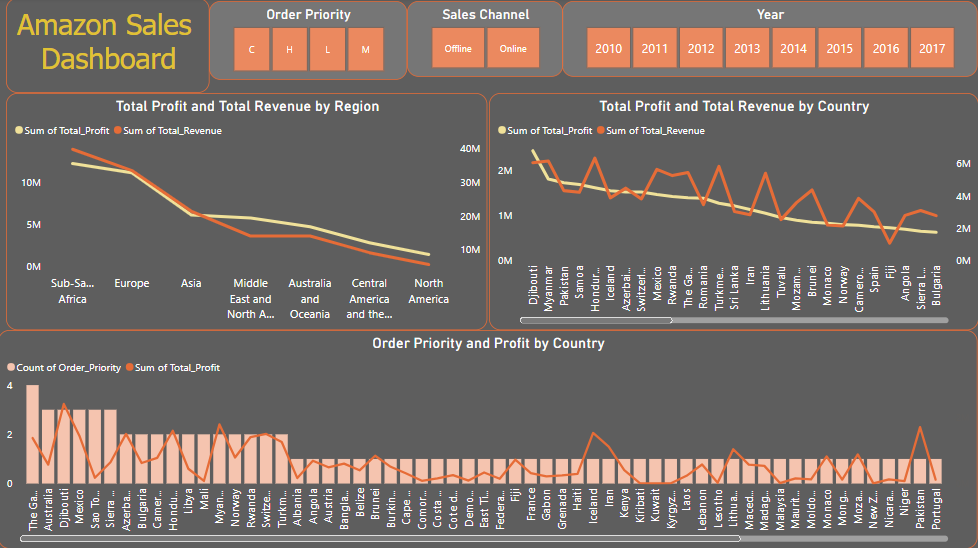 Amazon Sales
Dashboard
Order Priority
C H L M
Sales Channel
Offline Online
Year
2010 2011 2012 2013 2014 2015 2016 2017
Total Profit and Total Revenue by Region
Sum of Total_Profit Sum of Total_Revenue
10M
5M
0M
40M
30M
20M
10M
Sub-Sa...
Africa
Europe
Asia
Middle
East and
North A...
Australia
and
Oceania
Central
America
and the...
North
America
Total Profit and Total Revenue by Country
Sum of Total_Profit Sum of Total_Revenue
2M
1M
0M
6M
4M
2M
0M
Djibouti
Myanmar
Pakistan
Samoa
Hondur...
Iceland
Azerbai...
Switzerl...
Mexico
Rwanda
The Ga...
Romania
Turkme...
Sri Lanka
Iran
Lithuania
Tuvalu
Mozam...
Brunei
Monaco
Norway
Camero...
Spain
Fiji
Angola
Sierra L...
Bulgaria
Order Priority and Profit by Country
Count of Order_Priority Sum of Total_Profit
4
2
0
The Ga...
Australia
Djibouti
Mexico
Sao To...
Sierra ...
Azerba...
Bulgaria
Camer...
Hondu...
Libya
Mali
Myan...
Norway
Rwanda
Switze...
Turkm...
Albania
Angola
Austria
Bangla...
Belize
Brunei
Burkin...
Cape ...
Comor...
Costa ...
Cote d...
Demo...
East Ti...
Federa...
Fiji
France
Gabon
Grenada
Haiti
Iceland
Iran
Kenya
Kiribati
Kuwait
Kyrgyz...
Laos
Lebanon
Lesotho
Lithua...
Maced...
Madag...
Malaysia
Maurit...
Moldo...
Monaco
Mong...
Moza...
New Z...
Nicara...
Niger
Pakistan
Portugal